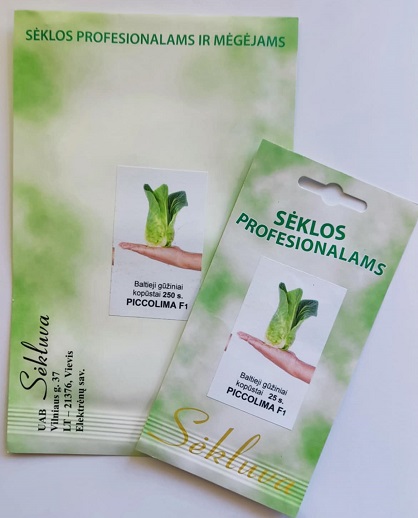 SĖKLOS PROFESIONALAMS IR MĖGĖJAMS
Baltieji gūžiniai
kopūstai 250 s.
PICCOLIMA F1
UAB Sėkluva
Vilniaus g. 37
LT – 21376, Vievis
Elektrėnų sav.
SĖKLOS
PROFESIONALAMS
Baltieji gūžiniai
kopūstai 25 s.
PICCOLIMA F1
Sėkluva